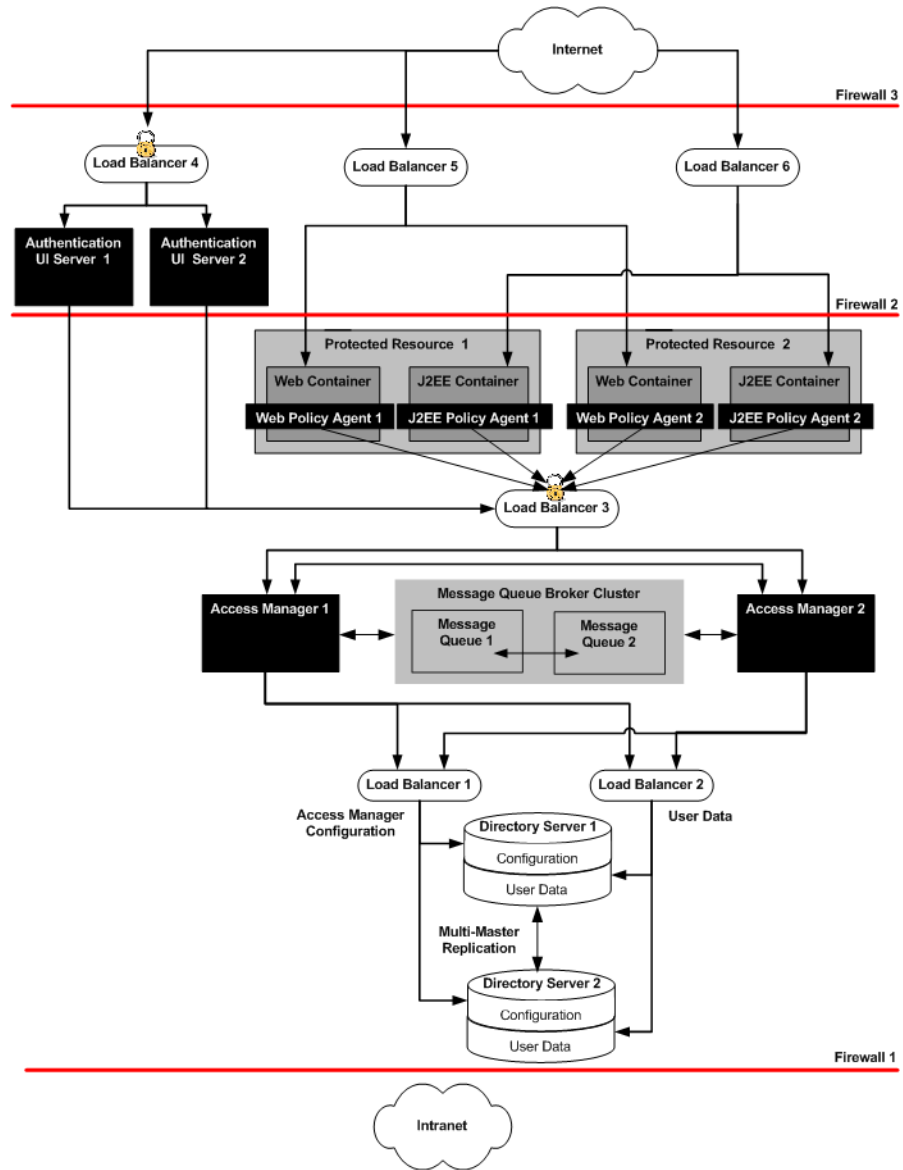 Internet
Firewall 3
Load Balancer 4
Load Balancer 5
Load Balancer 6
Authentication
UI Server 1
Authentication
UI Server 2
Firewall 2
Protected Resource 1
Protected Resource 2
Web Container
J2EE Container
Web Container
J2EE Container
Web Policy Agent 1
J2EE Policy Agent 1
Web Policy Agent 2
J2EE Policy Agent 2
Load Balancer 3
Access Manager 1
Message Queue Broker Cluster
Message
Queue 1
Message
Queue 2
Access Manager 2
Load Balancer 1
Load Balancer 2
Access Manager
Configuration
User Data
Directory Server 1
Configuration
User Data
Multi-Master
Replication
Directory Server 2
Configuration
User Data
Firewall 1
Intranet